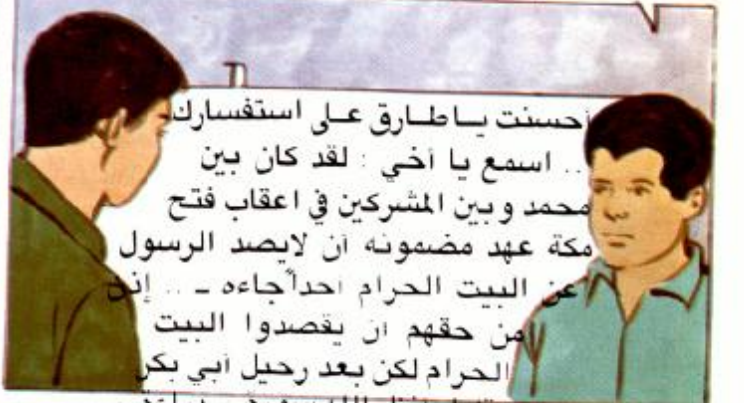 أحسنت يا طارق على استفسارك
.. اسمع يا أخي : لقد كان بين
محمد وبين المشركين في اعقاب فتح
مكة عهد مضمونه أن لايصد الرسول
عن البيت الحرام احداً جاءه ـ .. إذن
من حقهم ان يقصدوا البيت
الحرام لكن بعد رحيل أبي بكر